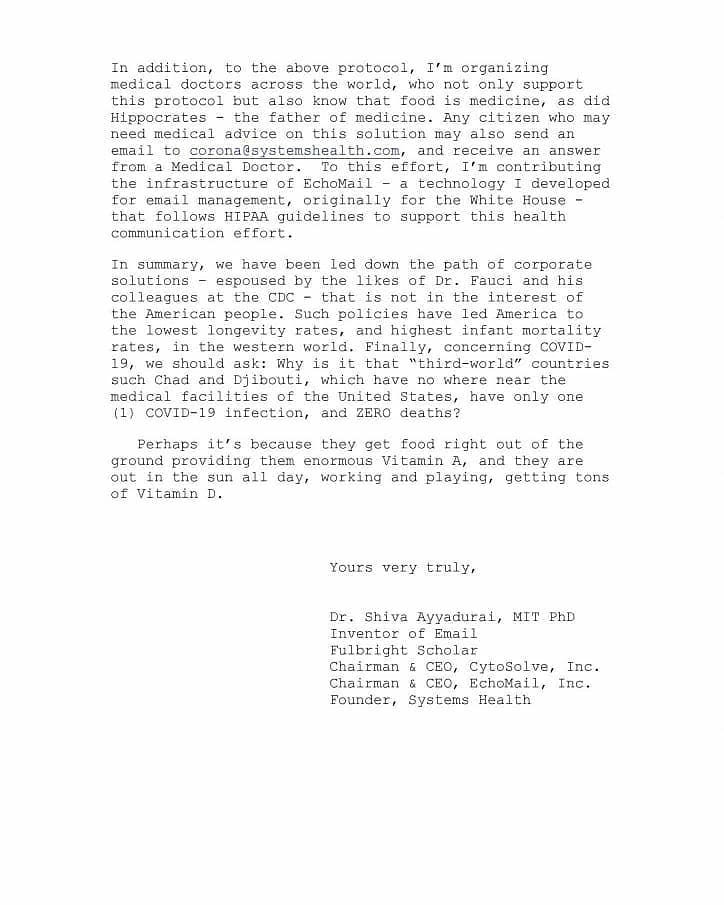 In addition, to the above protocol, I'm organizing
medical doctors across the world, who not only support
this protocol but also know that food is medicine, as did
Hippocrates – the father of medicine. Any citizen who may
need medical advice on this solution may also send an
email to corona@systemshealth.com, and receive an answer
from a Medical Doctor.  To this effort, I'm contributing
the infrastructure of EchoMail – a technology I developed
for email management, originally for the White House -
that follows HIPAA guidelines to support this health
communication effort.
In summary, we have been led down the path of corporate
solutions – espoused by the likes of Dr. Fauci and his
colleagues at the CDC - that is not in the interest of
the American people. Such policies have led America to
the lowest longevity rates, and highest infant mortality
rates, in the western world. Finally, concerning COVID-
19, we should ask: Why is it that “third-world” countries
such Chad and Djibouti, which have no where near the
medical facilities of the United States, have only one
(1) COVID-19 infection, and ZERO deaths?
Perhaps it's because they get food right out of the
ground providing them enormous Vitamin A, and they are
out in the sun all day, working and playing, getting tons
of Vitamin D.
Yours very truly,
Dr. Shiva Ayyadurai, MIT PhD
Inventor of Email
Fulbright Scholar
Chairman & CEO, CytoSolve, Inc.
Chairman & CEO, EchoMail, Inc.
Founder, Systems Health